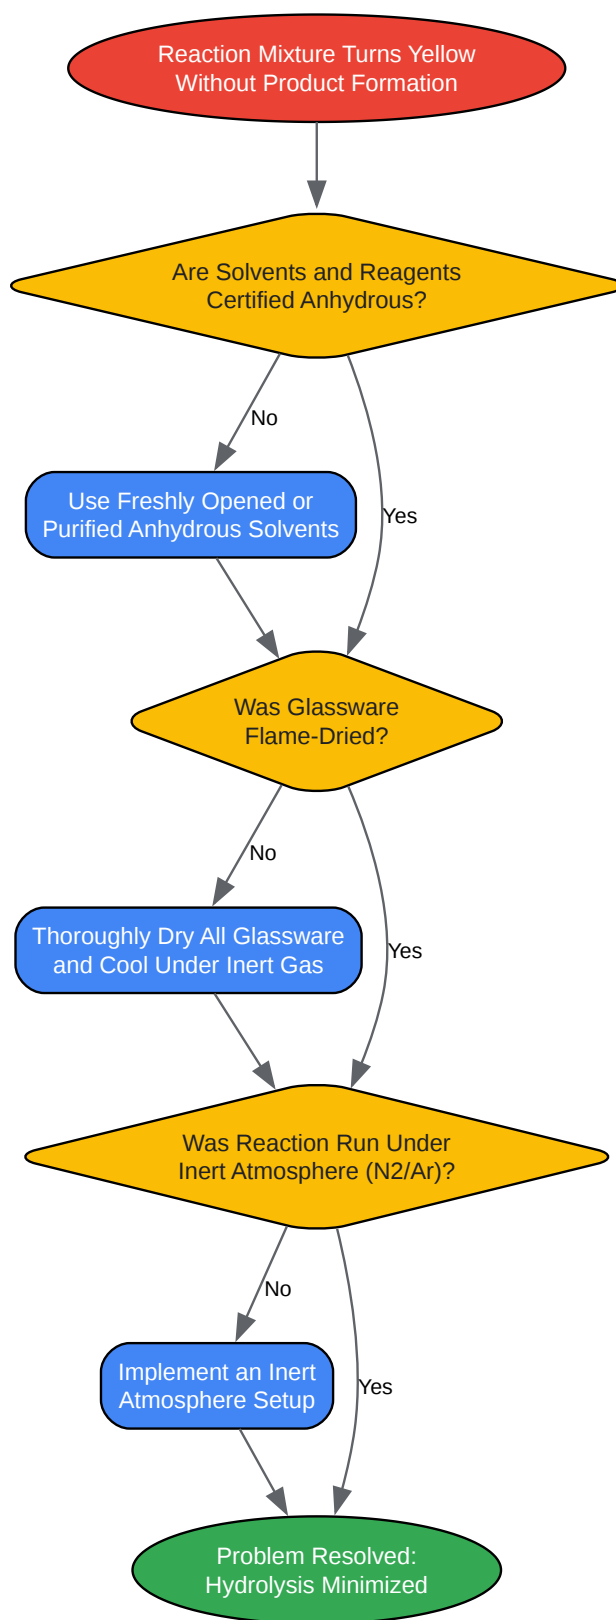 Reaction Mixture Turns Yellow
Without Product Formation
Are Solvents and Reagents
Certified Anhydrous?
No
Use Freshly Opened or
Purified Anhydrous Solvents
Yes
Was Glassware
Flame-Dried?
No
Thoroughly Dry All Glassware
and Cool Under Inert Gas
Yes
Was Reaction Run Under
Inert Atmosphere (N2/Ar)?
No
Implement an Inert
Atmosphere Setup
Yes
Problem Resolved:
Hydrolysis Minimized